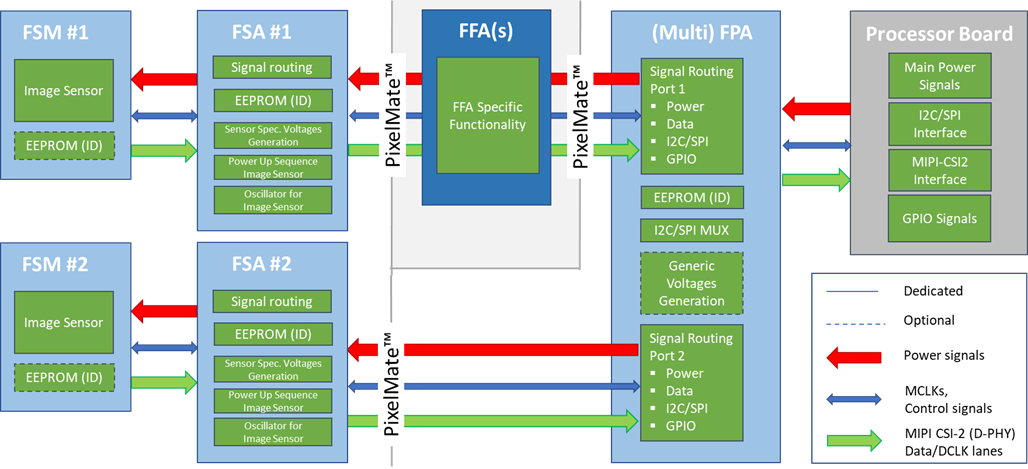 FSM #1
Image Sensor
EEPROM (ID)
FSA #1
Signal routing
EEPROM (ID)
Sensor Spec. Voltages
Generation
Power Up Sequence
Image Sensor
Oscillator for
Image Sensor
PixelMate™
FFA(s)
FFA Specific
Functionality
PixelMate™
(Multi) FPA
Signal Routing
Port 1
▪ Power
▪ Data
▪ I2C/SPI
▪ GPIO
EEPROM (ID)
I2C/SPI MUX
Generic
Voltages
Generation
Signal Routing
Port 2
▪ Power
▪ Data
▪ I2C/SPI
▪ GPIO
Processor Board
Main Power
Signals
I2C/SPI
Interface
MIPI-CSI2
Interface
GPIO Signals
FSM #2
Image Sensor
EEPROM (ID)
FSA #2
Signal routing
EEPROM (ID)
Sensor Spec. Voltages
Generation
Power Up Sequence
Image Sensor
Oscillator for
Image Sensor
PixelMate™
Dedicated
Optional
Power signals
MCLKs,
Control signals
MIPI CSI-2 (D-PHY)
Data/DCLK lanes